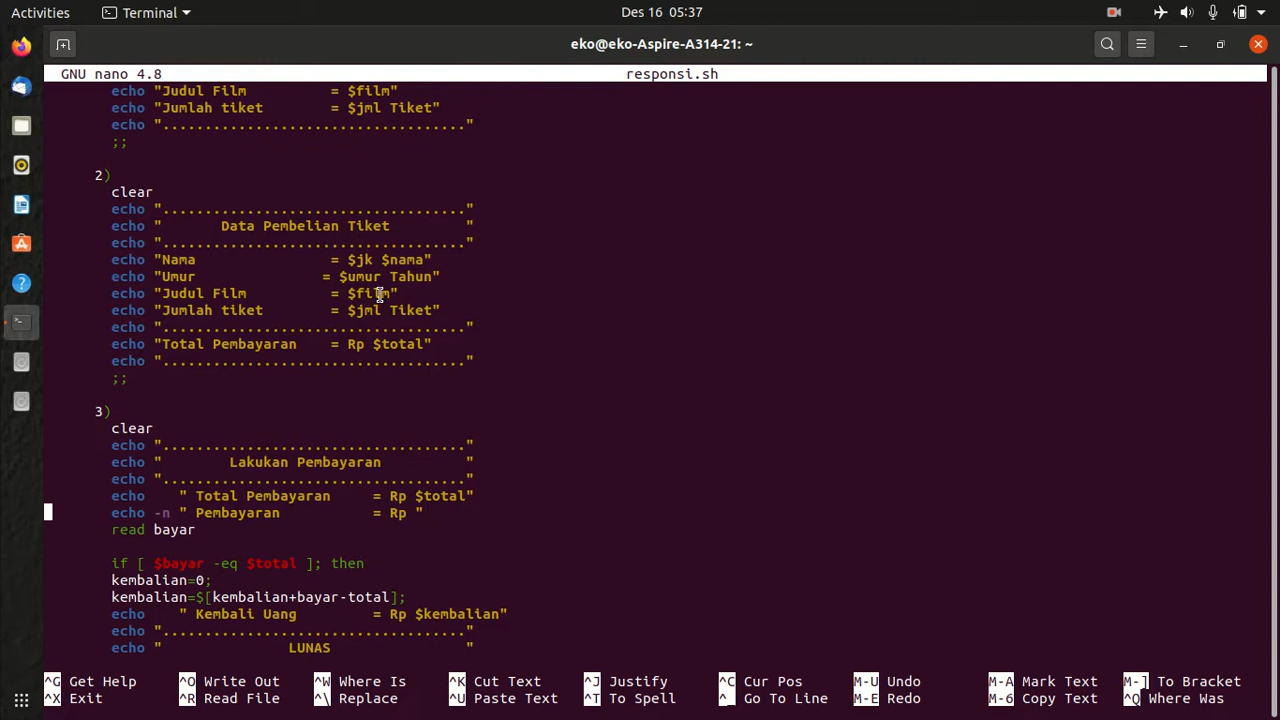 Activities Terminal Des 16 05:37
eko@eko-Aspire-A314-21: ~
GNU nano 4.8 responsi.sh
echo "Judul Film          = $film"
echo "Jumlah tiket        = $jml Tiket"
echo "...................................."
;;
2)
clear
echo "...................................."
echo "       Data Pembelian Tiket         "
echo "...................................."
echo "Nama                = $jk $nama"
echo "Umur               = $umur Tahun"
echo "Judul Film          = $film"
echo "Jumlah tiket        = $jml Tiket"
echo "...................................."
echo "Total Pembayaran    = Rp $total"
echo "...................................."
;;
3)
clear
echo "...................................."
echo "        Lakukan Pembayaran          "
echo "...................................."
echo    " Total Pembayaran     = Rp $total"
echo -n " Pembayaran           = Rp "
read bayar
if [ $bayar -eq $total ]; then
kembalian=0;
kembalian=$[kembalian+bayar-total];
echo    " Kembali Uang         = Rp $kembalian"
echo "...................................."
echo "               LUNAS                "
^G Get Help ^O Write Out ^W Where Is ^K Cut Text ^J Justify ^C Cur Pos M-U Undo M-A Mark Text M-] To Bracket
^X Exit ^R Read File ^\ Replace ^U Paste Text ^T To Spell ^_ Go To Line M-E Redo M-6 Copy Text ^Q Where Was